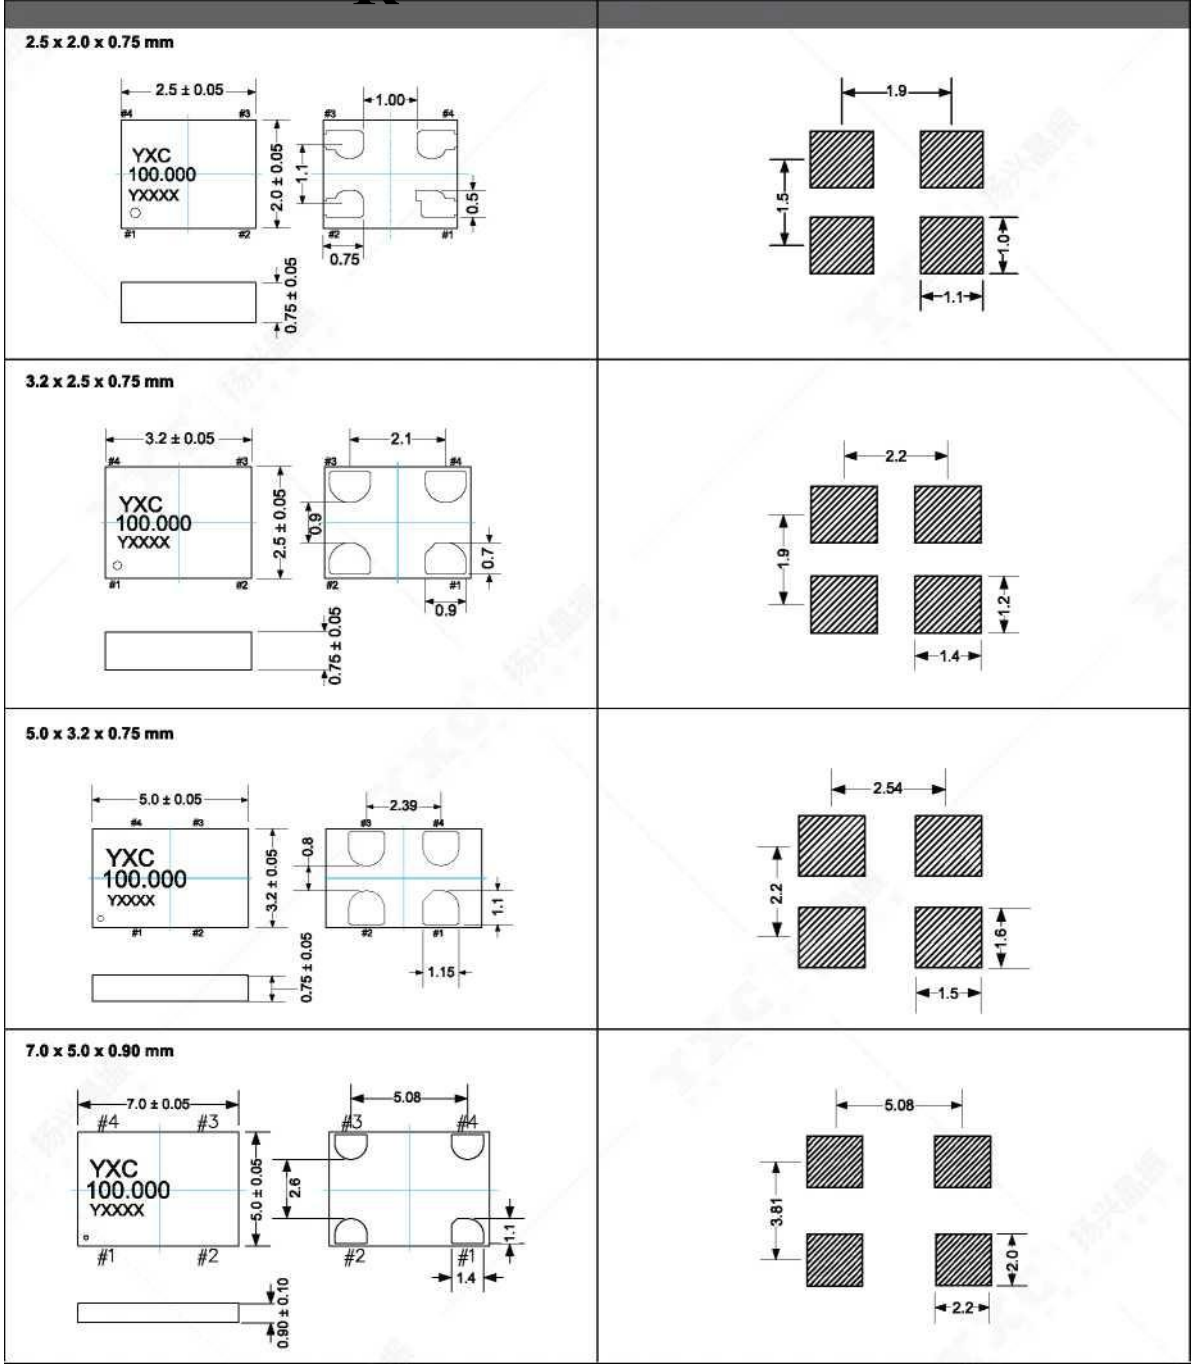 R
2.5 x 2.0 x 0.75 mm
2.5 ± 0.05
#4 #3
YXC
100.000
YXXXX
#1 #2
2.0 ± 0.05
0.75 ± 0.05
1.00
#3 #4
1.1
0.5
#2 #1
0.75
1.9
1.5
1.0
1.1
3.2 x 2.5 x 0.75 mm
3.2 ± 0.05
#4 #3
YXC
100.000
YXXXX
#1 #2
2.5 ± 0.05
0.75 ± 0.05
2.1
#3 #4
0.9
0.7
#2 #1
0.9
2.2
1.9
1.2
1.4
5.0 x 3.2 x 0.75 mm
5.0 ± 0.05
#4 #3
YXC
100.000
YXXXX
#1 #2
3.2 ± 0.05
0.75 ± 0.05
2.39
#3 #4
0.8
1.1
#2 #1
1.15
2.54
2.2
1.6
1.5
7.0 x 5.0 x 0.90 mm
7.0 ± 0.05
#4 #3
YXC
100.000
YXXXX
#1 #2
5.0 ± 0.05
0.90 ± 0.10
5.08
#3 #4
2.6
1.1
#2 #1
1.4
5.08
3.81
2.0
2.2
YXC
扬兴晶振